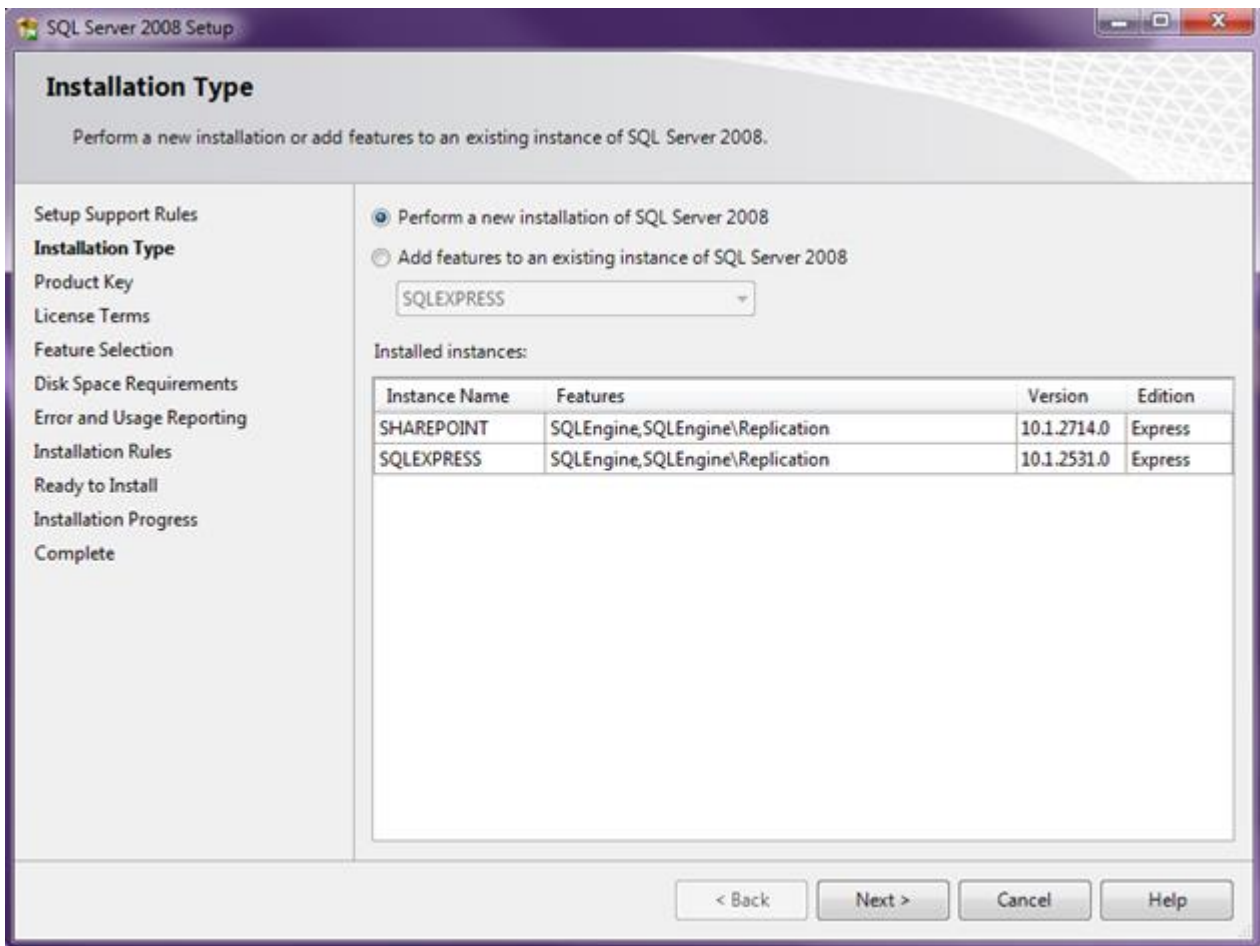 SQL Server 2008 Setup
Installation Type
Perform a new installation or add features to an existing instance of SQL Server 2008.
Setup Support Rules
Installation Type
Product Key
License Terms
Feature Selection
Disk Space Requirements
Error and Usage Reporting
Installation Rules
Ready to Install
Installation Progress
Complete
Perform a new installation of SQL Server 2008
Add features to an existing instance of SQL Server 2008
SQLEXPRESS
Installed instances:
Instance Name Features Version Edition
SHAREPOINT SQLEngine,SQLEngine\Replication 10.1.2714.0 Express
SQLEXPRESS SQLEngine,SQLEngine\Replication 10.1.2531.0 Express
< Back Next > Cancel Help